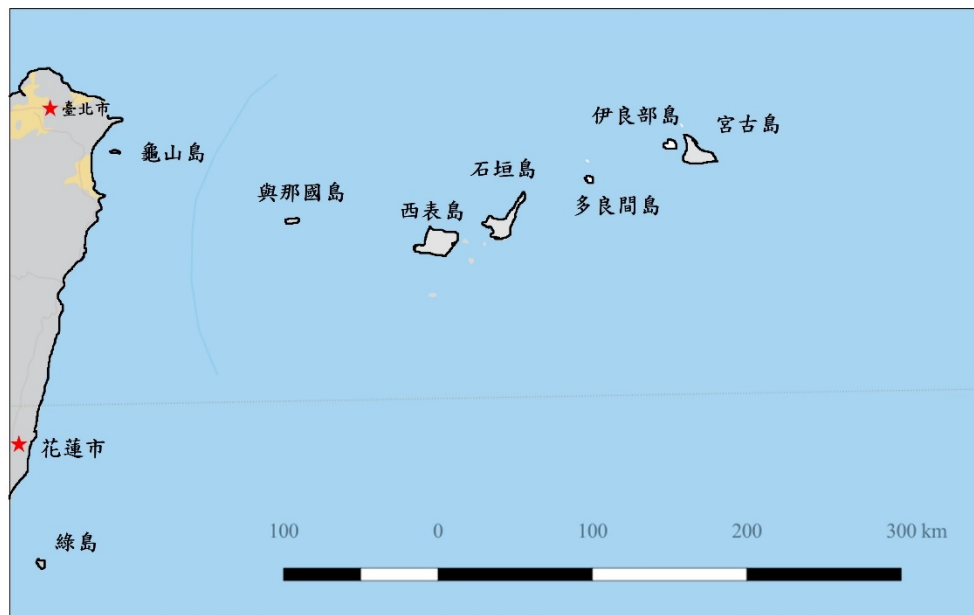 臺北市
龜山島
與那國島
西表島
石垣島
多良間島
伊良部島
宮古島
花蓮市
綠島
100 0 100 200 300 km